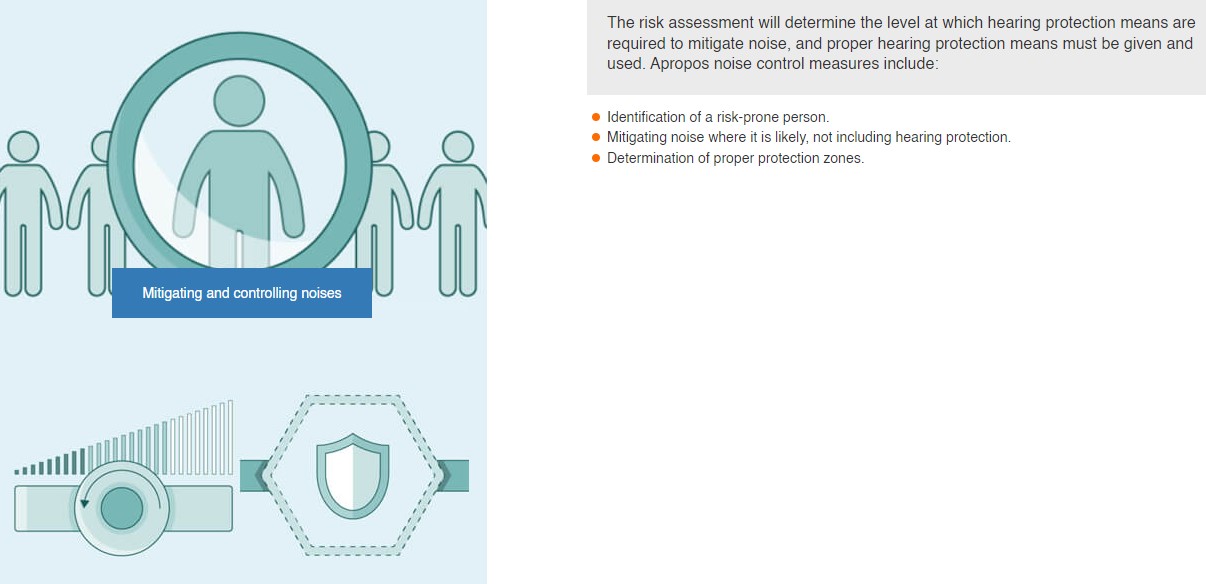 The risk assessment will determine the level at which hearing protection means are
required to mitigate noise, and proper hearing protection means must be given and
used. Apropos noise control measures include:
Identification of a risk-prone person.
Mitigating noise where it is likely, not including hearing protection.
Determination of proper protection zones.
Mitigating and controlling noises